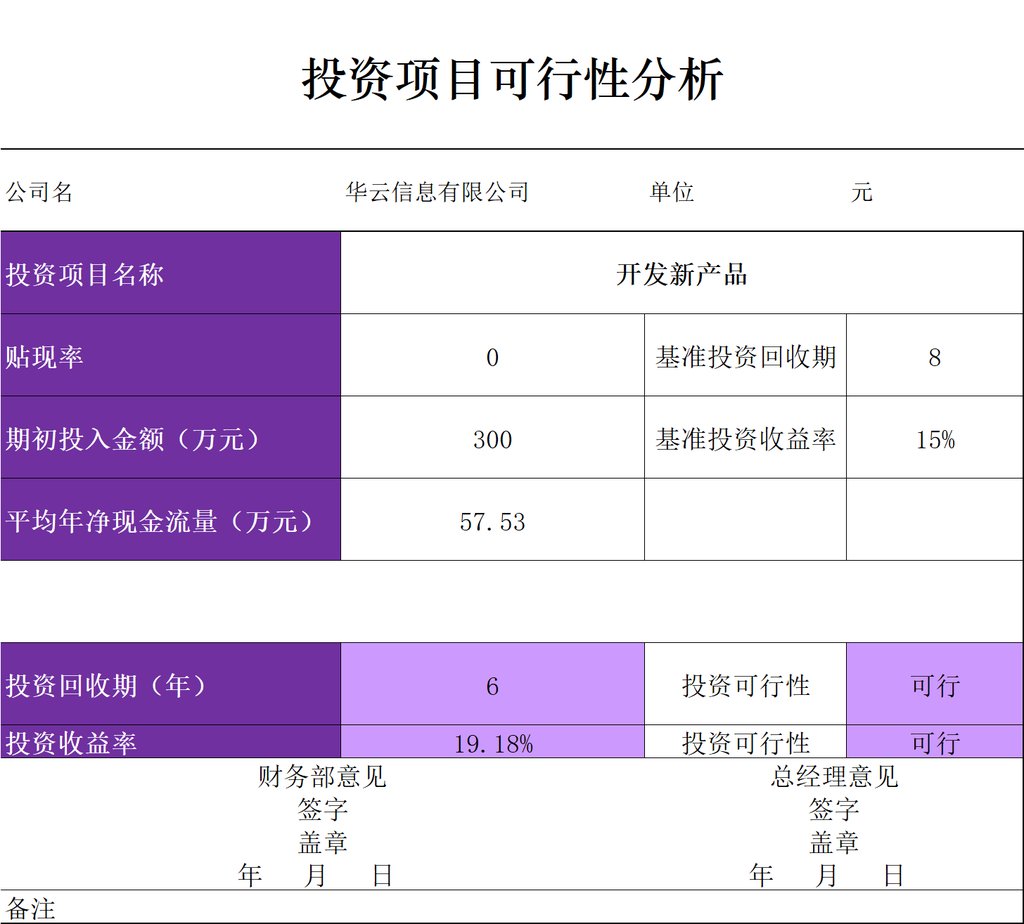 投资项目可行性分析
公司名 华云信息有限公司 单位 元
投资项目名称 开发新产品
贴现率 0 基准投资回收期 8
期初投入金额（万元） 300 基准投资收益率 15%
平均年净现金流量（万元） 57.53
投资回收期（年） 6 投资可行性 可行
投资收益率 19.18% 投资可行性 可行
财务部意见 总经理意见
签字 签字
盖章 盖章
年 月 日 年 月 日
备注